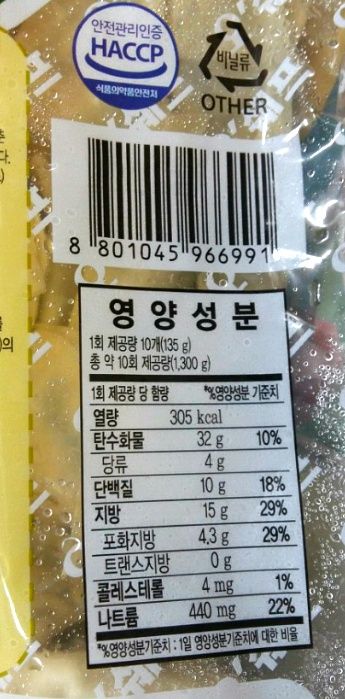 안전관리인증
HACCP
식품의약품안전처
비닐류
OTHER
8 801045 966991
영양성분
1회 제공량 10개(135 g)
총 약 10회 제공량(1,300 g)
1회 제공량 당 함량 *%영양성분 기준치
열량 305 kcal
탄수화물 32 g 10%
당류 4 g
단백질 10 g 18%
지방 15 g 29%
포화지방 4.3 g 29%
트랜스지방 0 g
콜레스테롤 4 mg 1%
나트륨 440 mg 22%
*%영양성분기준치 : 1일 영양성분기준치에 대한 비율